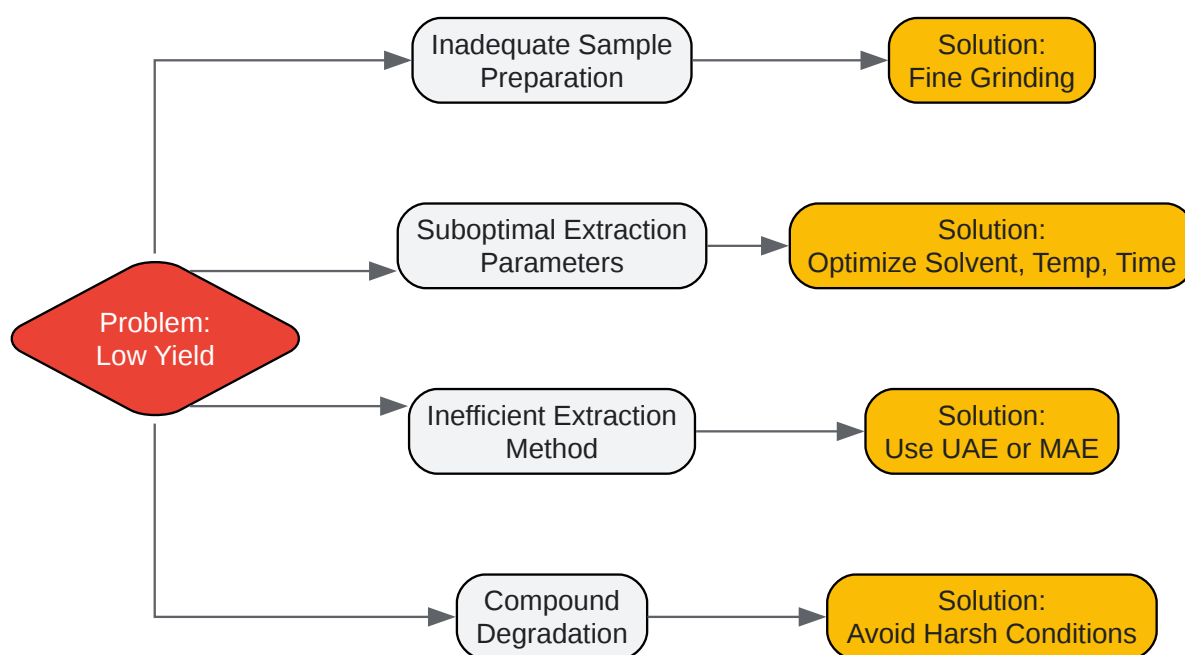 Inadequate Sample
Preparation
Solution:
Fine Grinding
Suboptimal Extraction
Parameters
Solution:
Optimize Solvent, Temp, Time
Problem:
Low Yield
Inefficient Extraction
Method
Solution:
Use UAE or MAE
Compound
Degradation
Solution:
Avoid Harsh Conditions